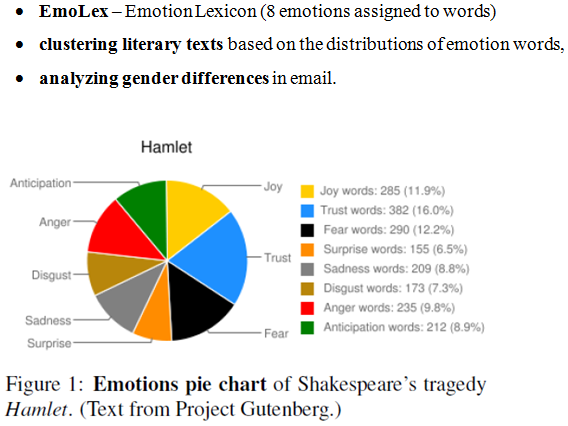 • EmoLex – Emotion Lexicon (8 emotions assigned to words)
• clustering literary texts based on the distributions of emotion words,
• analyzing gender differences in email.
Hamlet
Anticipation
Joy
Anger
Trust
Disgust
Sadness
Fear
Surprise
Joy words: 285 (11.9%)
Trust words: 382 (16.0%)
Fear words: 290 (12.2%)
Surprise words: 155 (6.5%)
Sadness words: 209 (8.8%)
Disgust words: 173 (7.3%)
Anger words: 235 (9.8%)
Anticipation words: 212 (8.9%)
Figure 1: Emotions pie chart of Shakespeare's tragedy
Hamlet. (Text from Project Gutenberg.)